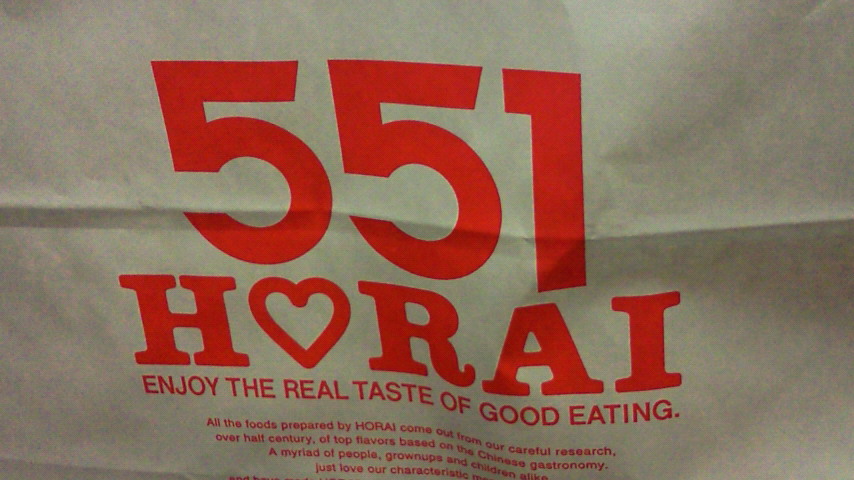 551
H♡RAI
ENJOY THE REAL TASTE OF GOOD EATING.
All the foods prepared by HORAI come out from our careful research,
over half century, of top flavors based on the Chinese gastronomy.
A myriad of people, grownups and children alike
just love our characteristic